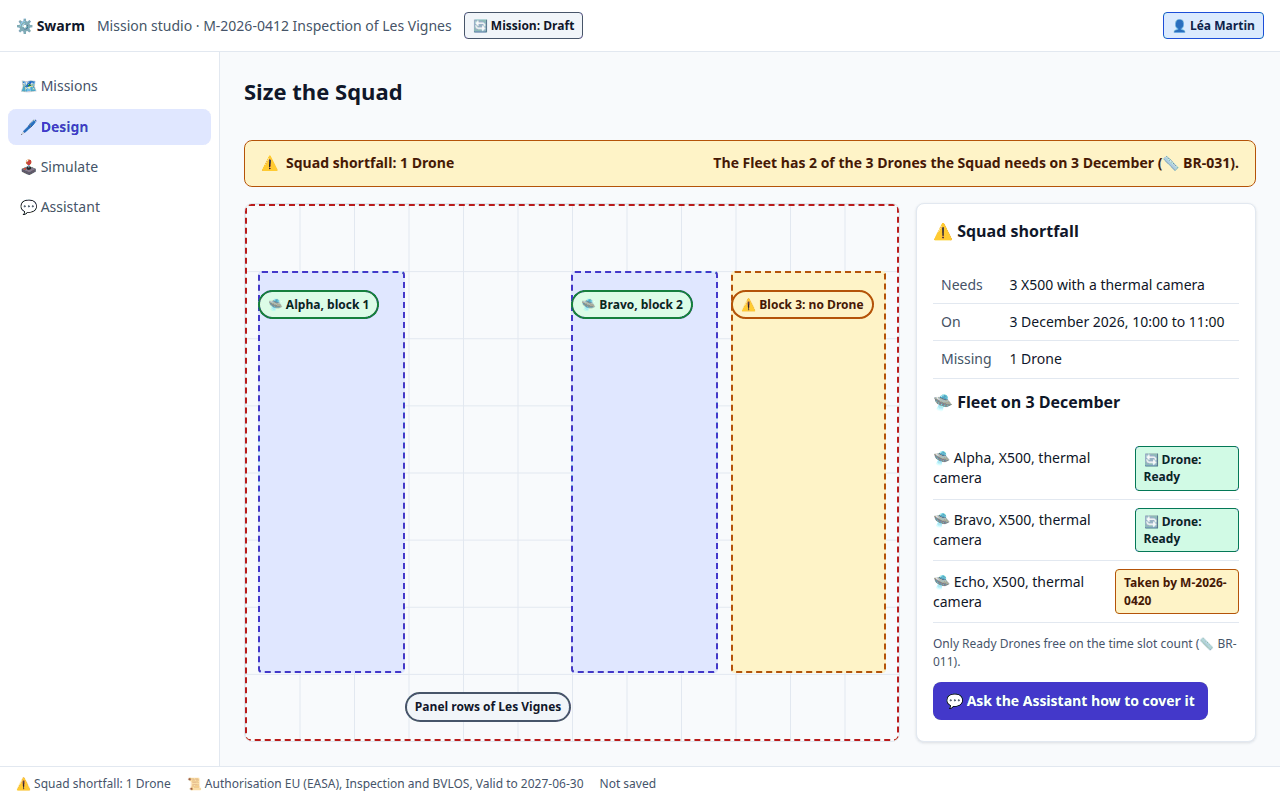 ⚙️ Swarm Mission studio · M-2026-0412 Inspection of Les Vignes 🔄 Mission: Draft 👤 Léa Martin
🗺️ Missions
🖊️ Design
🕹️ Simulate
💬 Assistant
Size the Squad
⚠️ Squad shortfall: 1 Drone The Fleet has 2 of the 3 Drones the Squad needs on 3 December (📏 BR-031).
🛸 Alpha, block 1
🛸 Bravo, block 2
⚠️ Block 3: no Drone
Panel rows of Les Vignes
⚠️ Squad shortfall
Needs 3 X500 with a thermal camera
On 3 December 2026, 10:00 to 11:00
Missing 1 Drone
🛸 Fleet on 3 December
🛸 Alpha, X500, thermal
camera
🔄 Drone:
Ready
🛸 Bravo, X500, thermal
camera
🔄 Drone:
Ready
🛸 Echo, X500, thermal
camera
Taken by M-2026-
0420
Only Ready Drones free on the time slot count (📏 BR-
011).
💬 Ask the Assistant how to cover it
⚠️ Squad shortfall: 1 Drone 📜 Authorisation EU (EASA), Inspection and BVLOS, Valid to 2027-06-30 Not saved